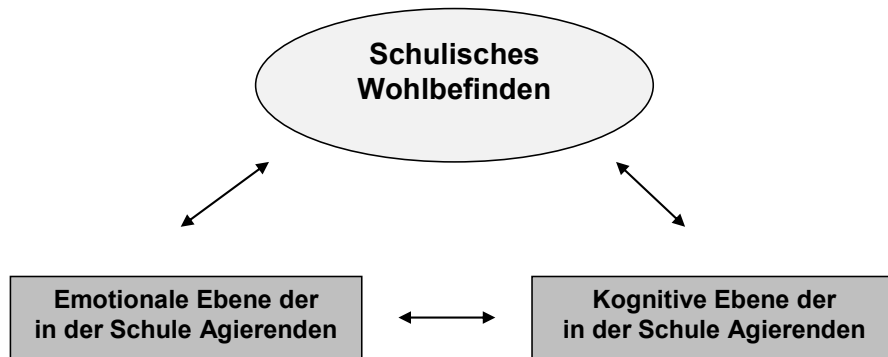 Schulisches
Wohlbefinden
Emotionale Ebene der
in der Schule Agierenden
Kognitive Ebene der
in der Schule Agierenden